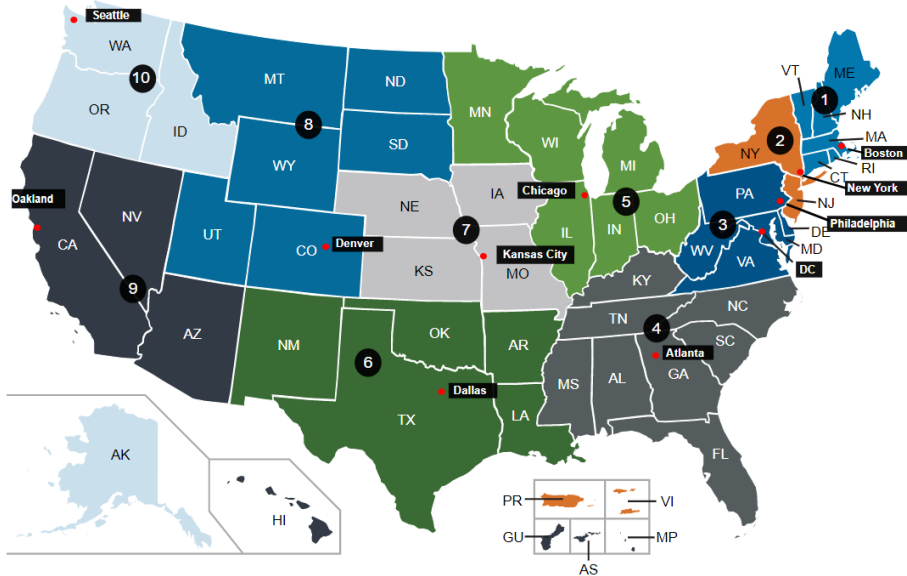 Seattle
WA
10
OR
ID
MT
ND
8
WY
SD
MN
WI
MI
VT
ME
1
NH
2
NY
MA
Boston
RI
CT
New York
Oakland
NV
CA
UT
CO
Denver
NE
IA
7
KS
Kansas City
MO
Chicago
5
IL
IN
OH
PA
NJ
Philadelphia
3
DE
MD
WV
VA
DC
KY
9
AZ
NM
OK
AR
TN
NC
4
SC
Atlanta
6
Dallas
TX
LA
MS
AL
GA
FL
AK
HI
PR
VI
GU
MP
AS